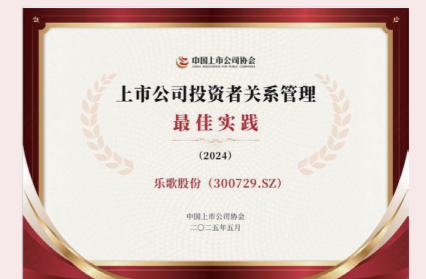 中国上市公司协会
上市公司投资者关系管理
最佳实践
(2024)
乐歌股份（300729.SZ）
中国上市公司协会
二〇二五年五月